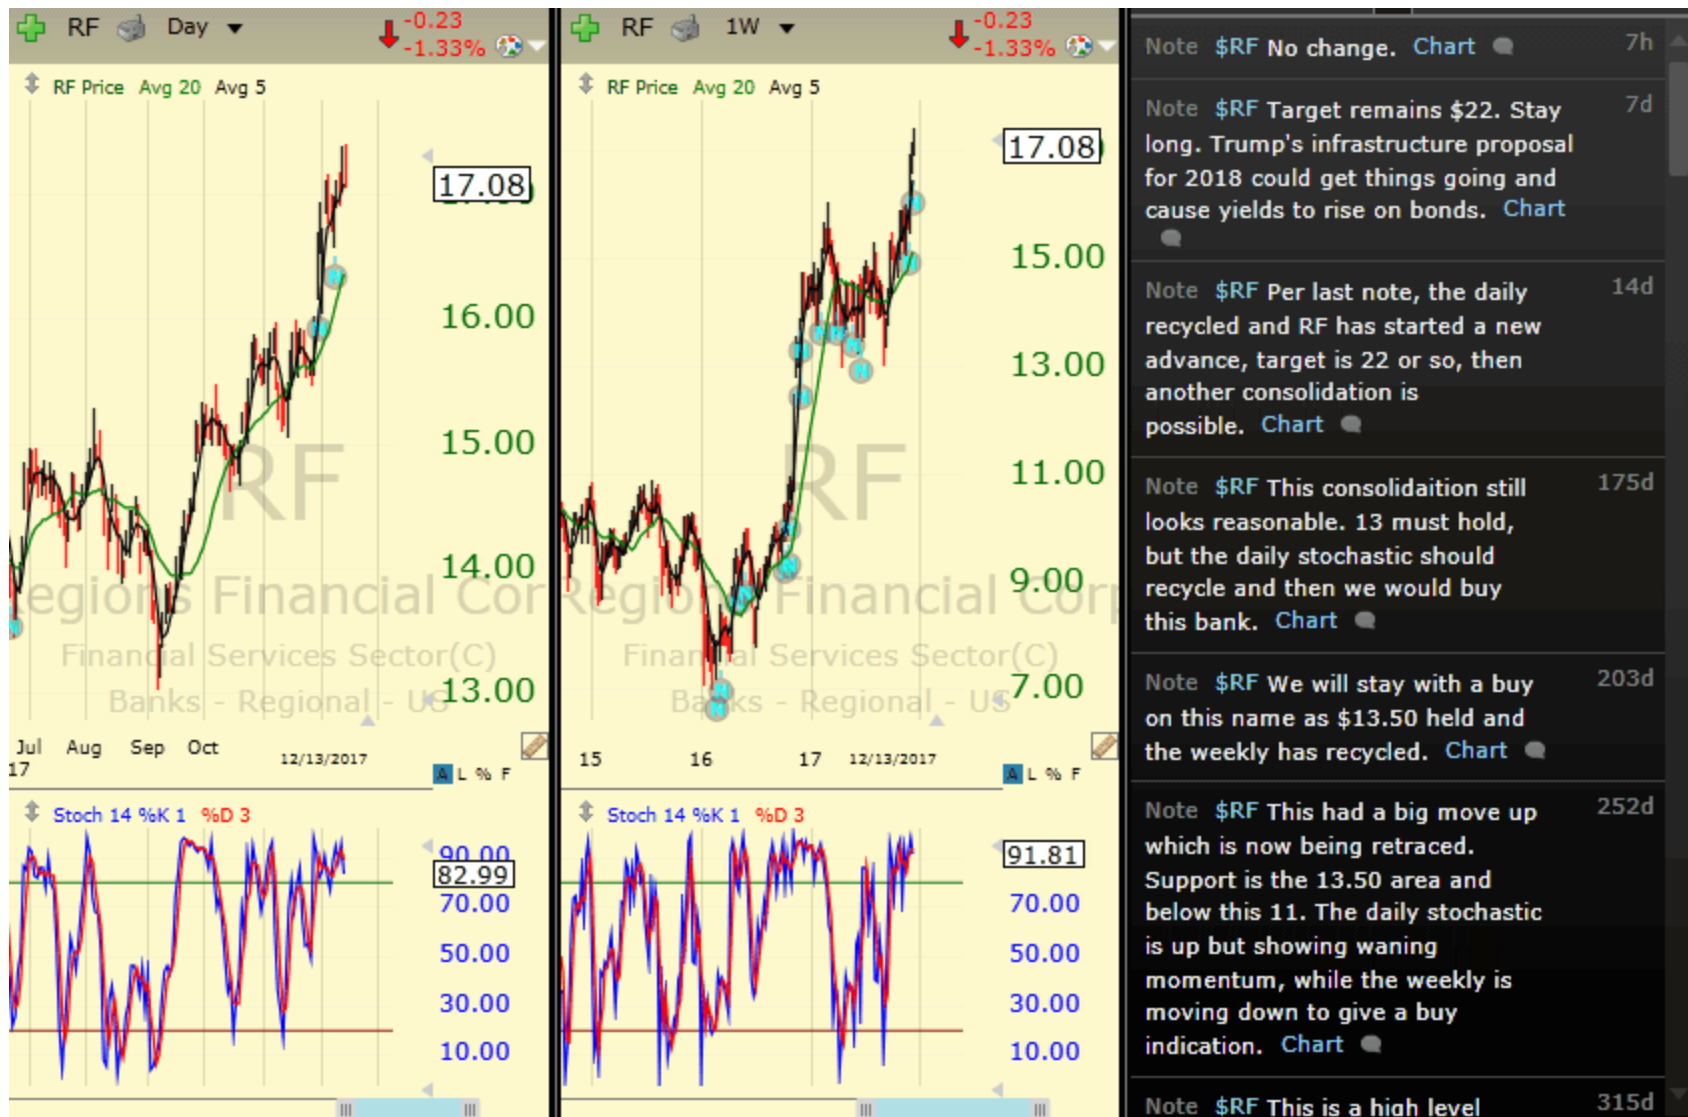 RF Day -0.23
-1.33%
RF Price Avg 20 Avg 5
17.08
16.00
15.00
14.00
13.00
RF
egions Financial Cor
Financial Services Sector(C)
Banks - Regional - US
Jul Aug Sep Oct 12/13/2017
17
A L % F
Stoch 14 %K 1 %D 3
90.00
82.99
70.00
50.00
30.00
10.00
RF 1W -0.23
-1.33%
RF Price Avg 20 Avg 5
17.08
15.00
13.00
11.00
9.00
7.00
RF
Regions Financial Corp
Financial Services Sector(C)
Banks - Regional - US
15 16 17 12/13/2017
A L % F
Stoch 14 %K 1 %D 3
91.81
70.00
50.00
30.00
10.00
Note $RF No change. Chart 7h
Note $RF Target remains $22. Stay 7d
long. Trump's infrastructure proposal
for 2018 could get things going and
cause yields to rise on bonds. Chart
Note $RF Per last note, the daily 14d
recycled and RF has started a new
advance, target is 22 or so, then
another consolidation is
possible. Chart
Note $RF This consolidaition still 175d
looks reasonable. 13 must hold,
but the daily stochastic should
recycle and then we would buy
this bank. Chart
Note $RF We will stay with a buy 203d
on this name as $13.50 held and
the weekly has recycled. Chart
Note $RF This had a big move up 252d
which is now being retraced.
Support is the 13.50 area and
below this 11. The daily stochastic
is up but showing waning
momentum, while the weekly is
moving down to give a buy
indication. Chart
Note $RF This is a high level 315d